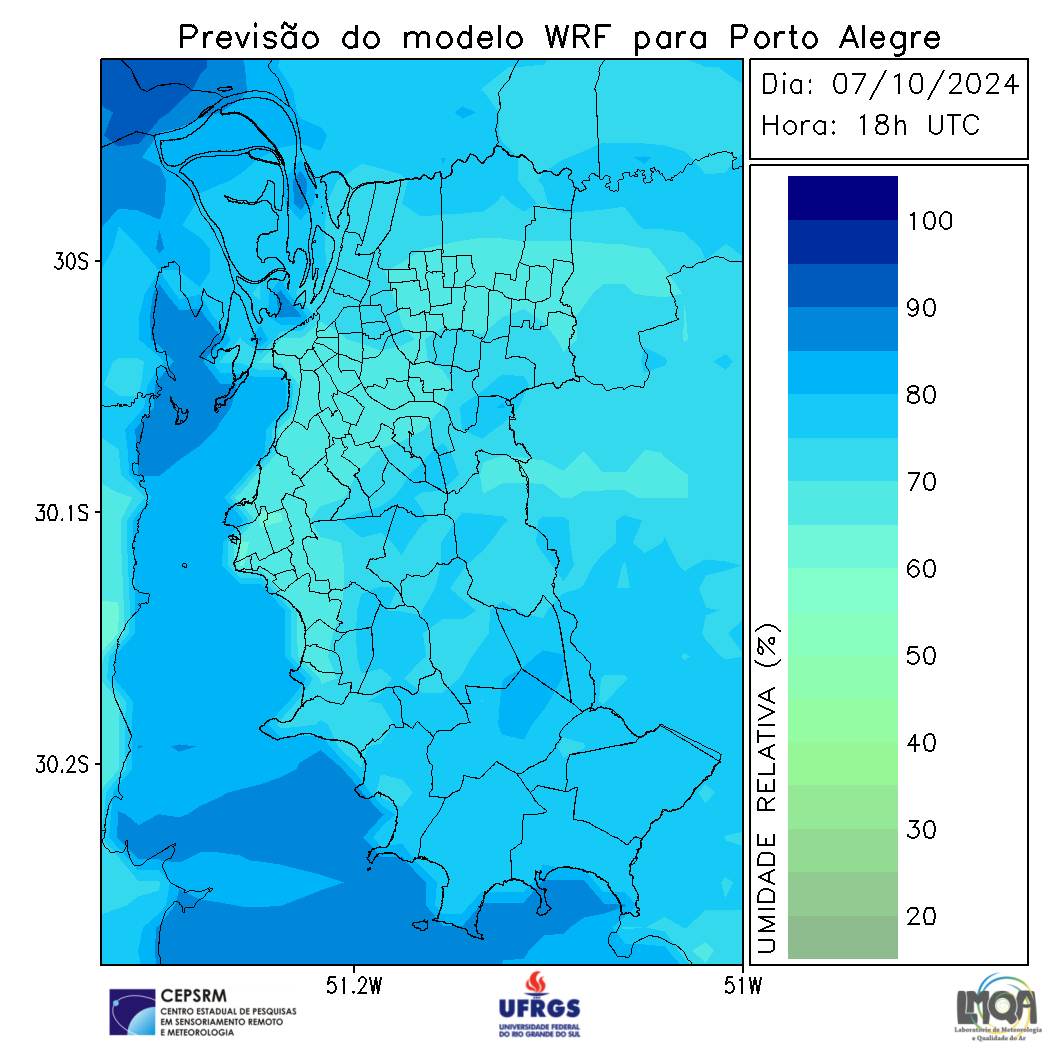 Previsão do modelo WRF para Porto Alegre
Dia: 07/10/2024
Hora: 18h UTC
100
90
80
70
60
50
40
30
20
UMIDADE RELATIVA (%)
30S
30.1S
30.2S
51.2W
51W
CEPSRM
CENTRO ESTADUAL DE PESQUISAS
EM SENSORIAMENTO REMOTO
E METEOROLOGIA
UFRGS
UNIVERSIDADE FEDERAL
DO RIO GRANDE DO SUL
LMQA
Laboratório de Meteorologia
e Qualidade do Ar